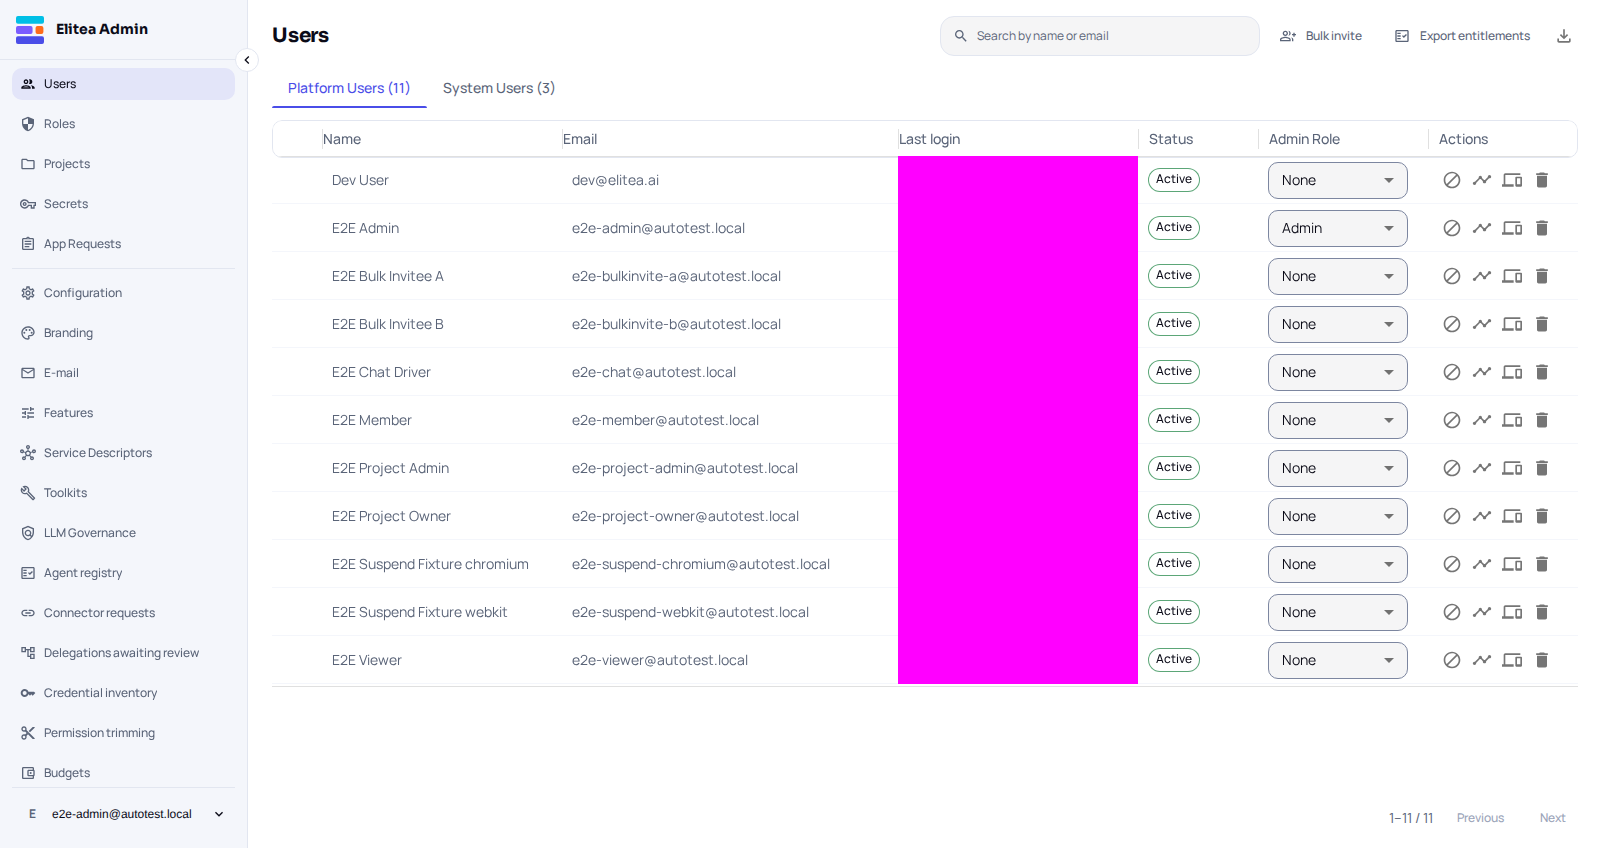 Elitea Admin
Users
Roles
Projects
Secrets
App Requests
Configuration
Branding
E-mail
Features
Service Descriptors
Toolkits
LLM Governance
Agent registry
Connector requests
Delegations awaiting review
Credential inventory
Permission trimming
Budgets
E e2e-admin@autotest.local
Users
Search by name or email
Bulk invite
Export entitlements
Platform Users (11) System Users (3)
Name Email Last login Status Admin Role Actions
Dev User dev@elitea.ai Active None
E2E Admin e2e-admin@autotest.local Active Admin
E2E Bulk Invitee A e2e-bulkinvite-a@autotest.local Active None
E2E Bulk Invitee B e2e-bulkinvite-b@autotest.local Active None
E2E Chat Driver e2e-chat@autotest.local Active None
E2E Member e2e-member@autotest.local Active None
E2E Project Admin e2e-project-admin@autotest.local Active None
E2E Project Owner e2e-project-owner@autotest.local Active None
E2E Suspend Fixture chromium e2e-suspend-chromium@autotest.local Active None
E2E Suspend Fixture webkit e2e-suspend-webkit@autotest.local Active None
E2E Viewer e2e-viewer@autotest.local Active None
1–11 / 11 Previous Next